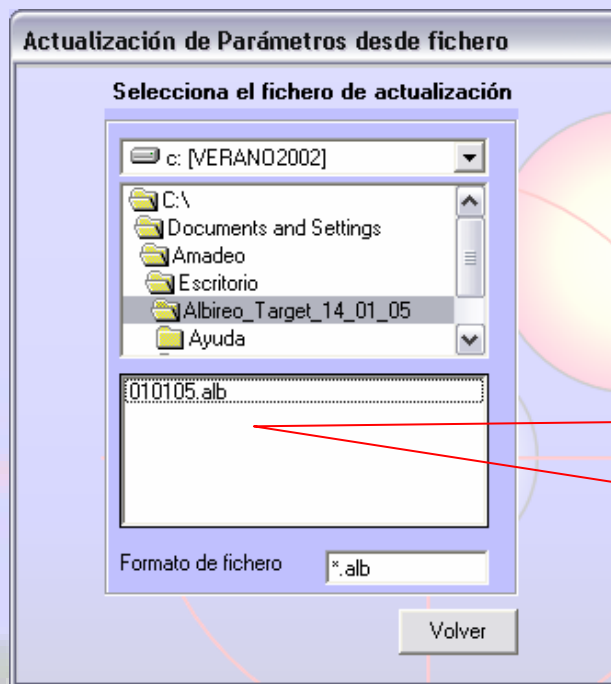 Actualización de Parámetros desde fichero
Selecciona el fichero de actualización
c: [VERANO2002]
C:\
Documents and Settings
Amadeo
Escritorio
Albireo_Target_14_01_05
Ayuda
010105.alb
Formato de fichero
*.alb
Volver